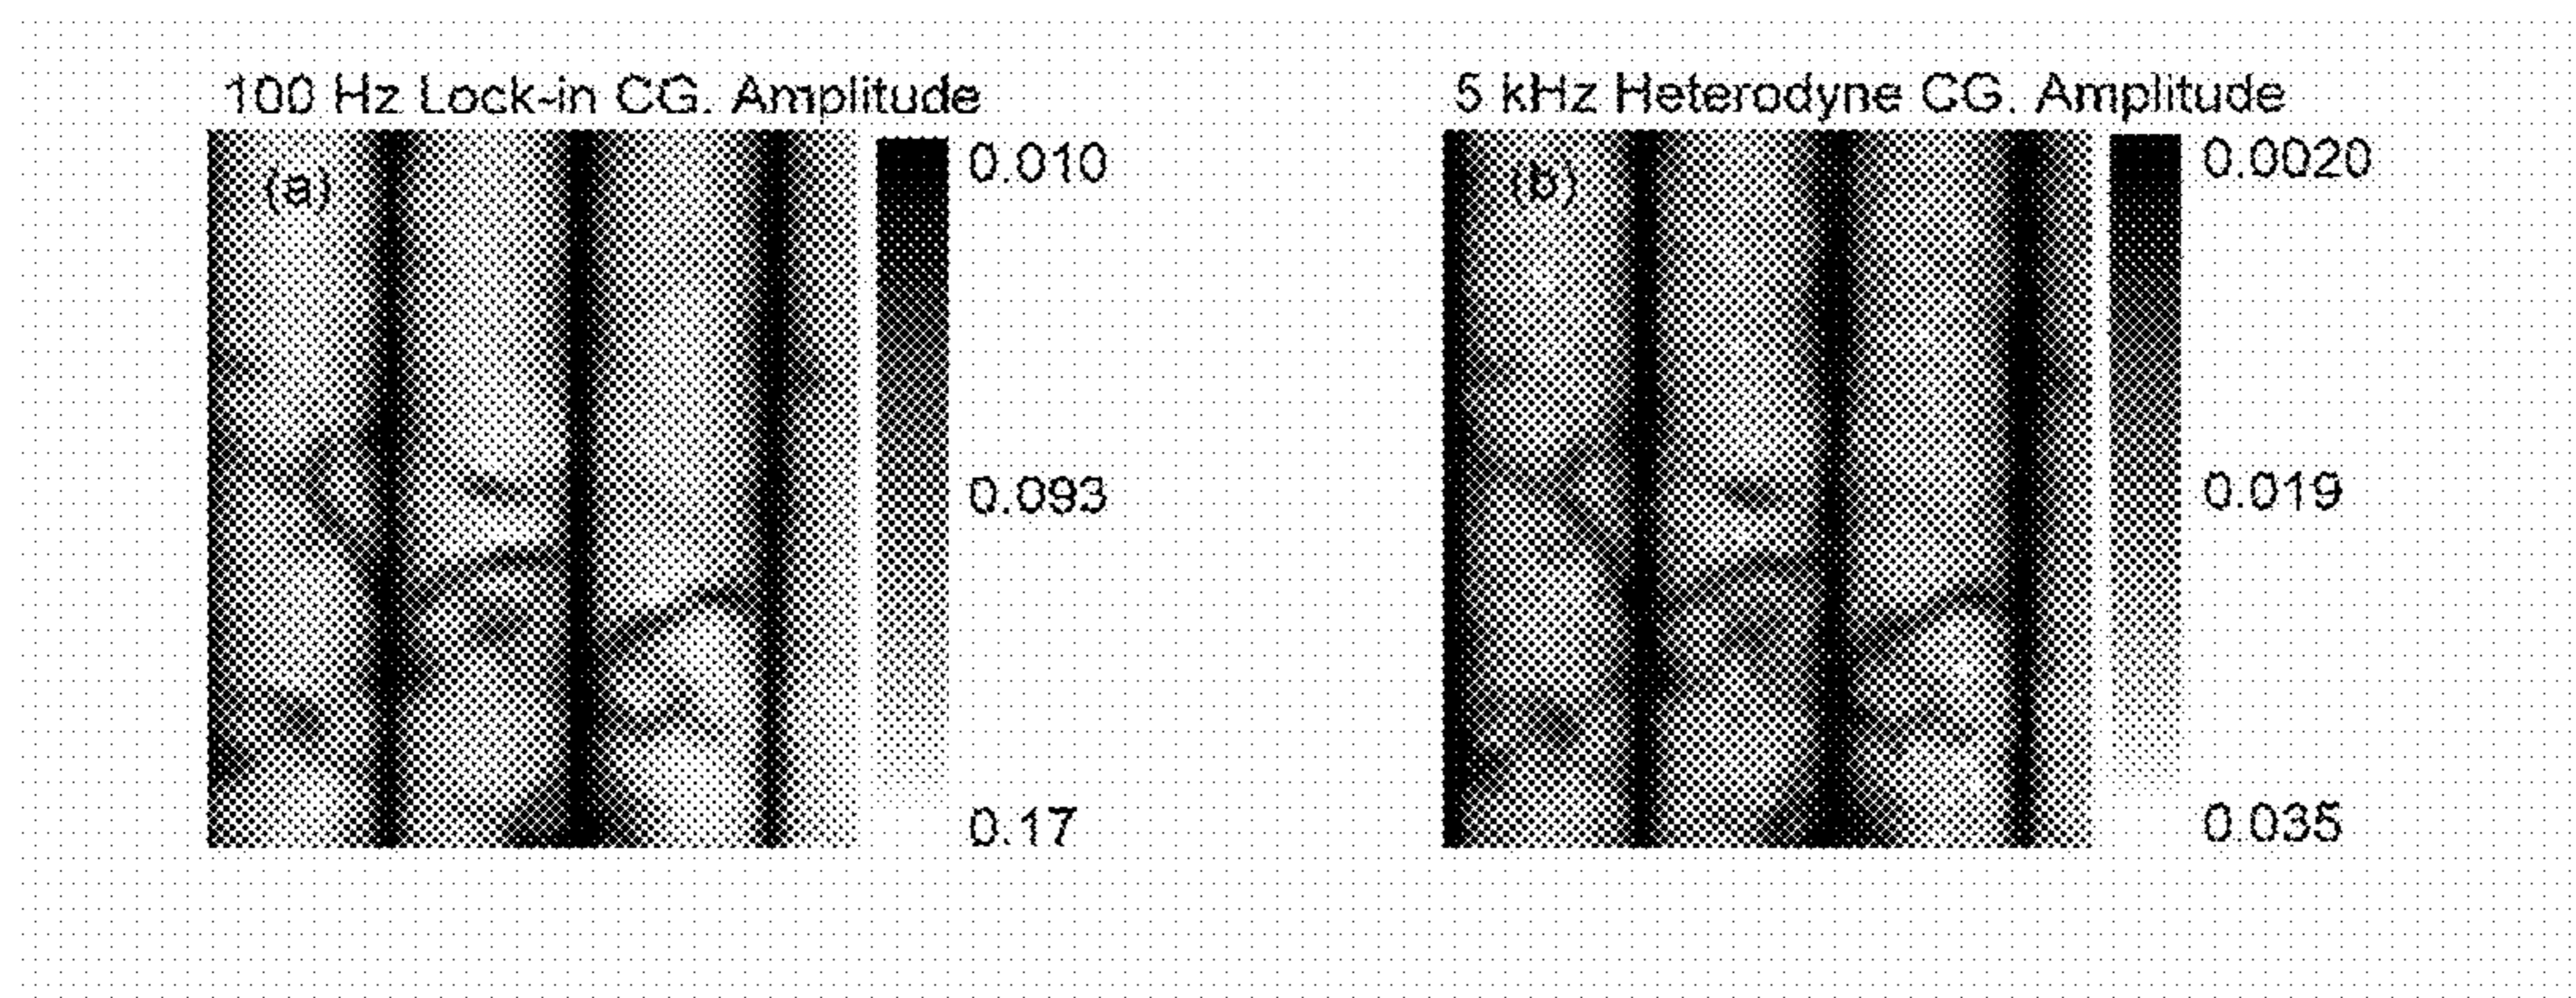 100 Hz Lock-in CG. Amplitude
(a)
0.010
0.093
0.17
5 kHz Heterodyne CG. Amplitude
(b)
0.0020
0.019
0.035